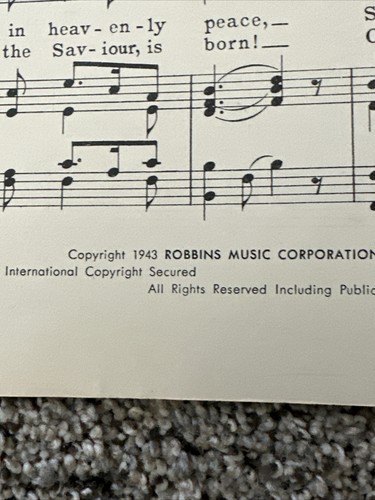 in heav - en - ly peace,
the Sav - iour, is born!
Copyright 1943 ROBBINS MUSIC CORPORATION
International Copyright Secured
All Rights Reserved Including Public